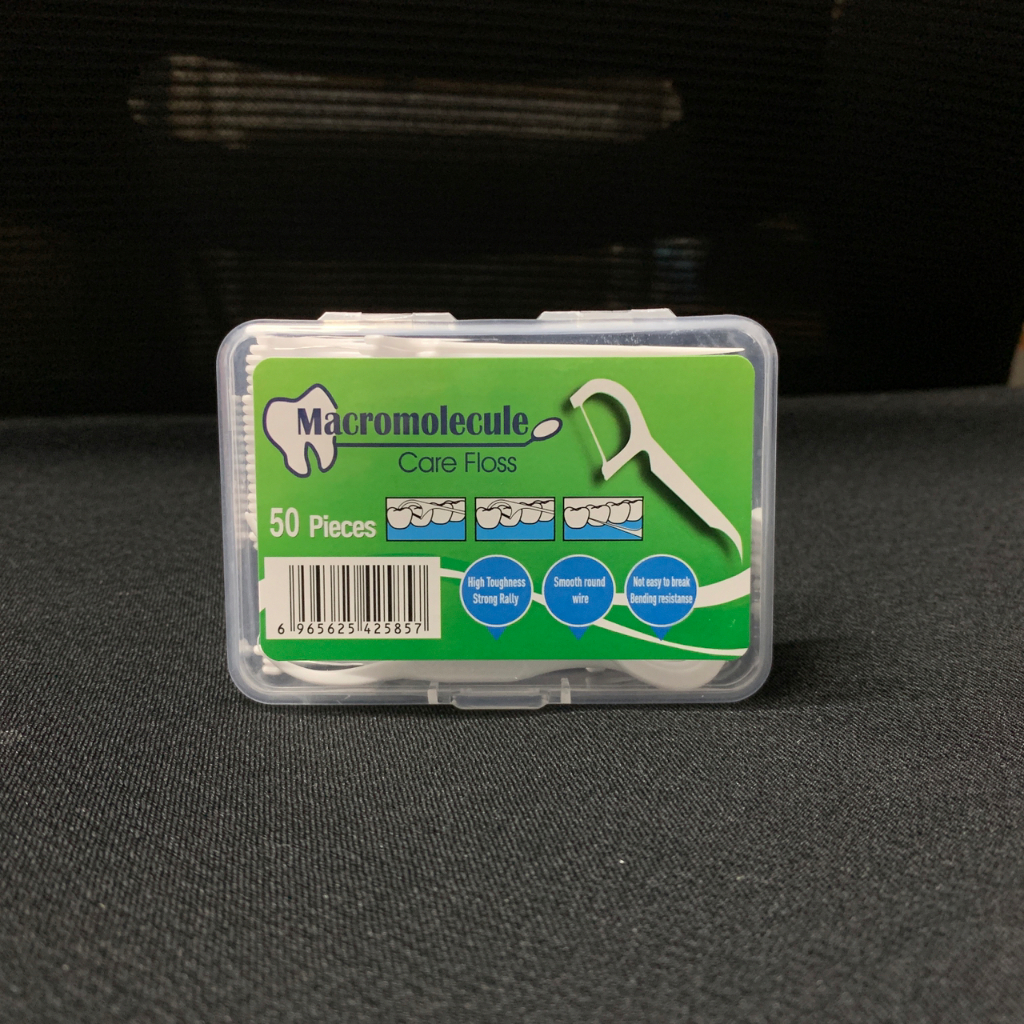 Macromolecule
Care Floss
50 Pieces
High Toughness
Strong Rally
Smooth round
wire
Not easy to break
Bending resistanse
6 965625 425857